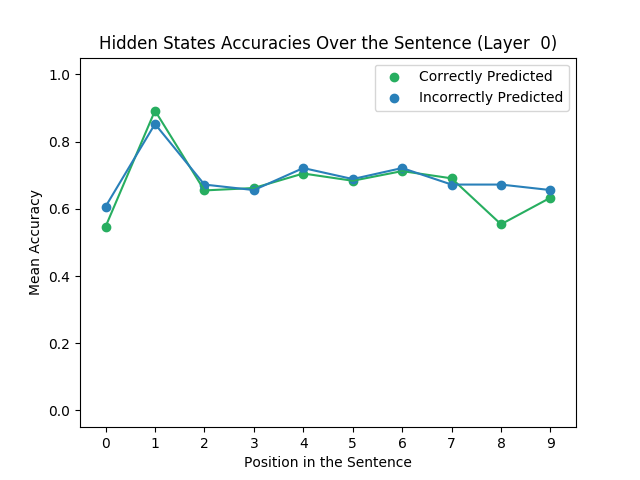 Hidden States Accuracies Over the Sentence (Layer  0)
Correctly Predicted
Incorrectly Predicted
1.0
0.8
0.6
0.4
0.2
0.0
Mean Accuracy
0 1 2 3 4 5 6 7 8 9
Position in the Sentence